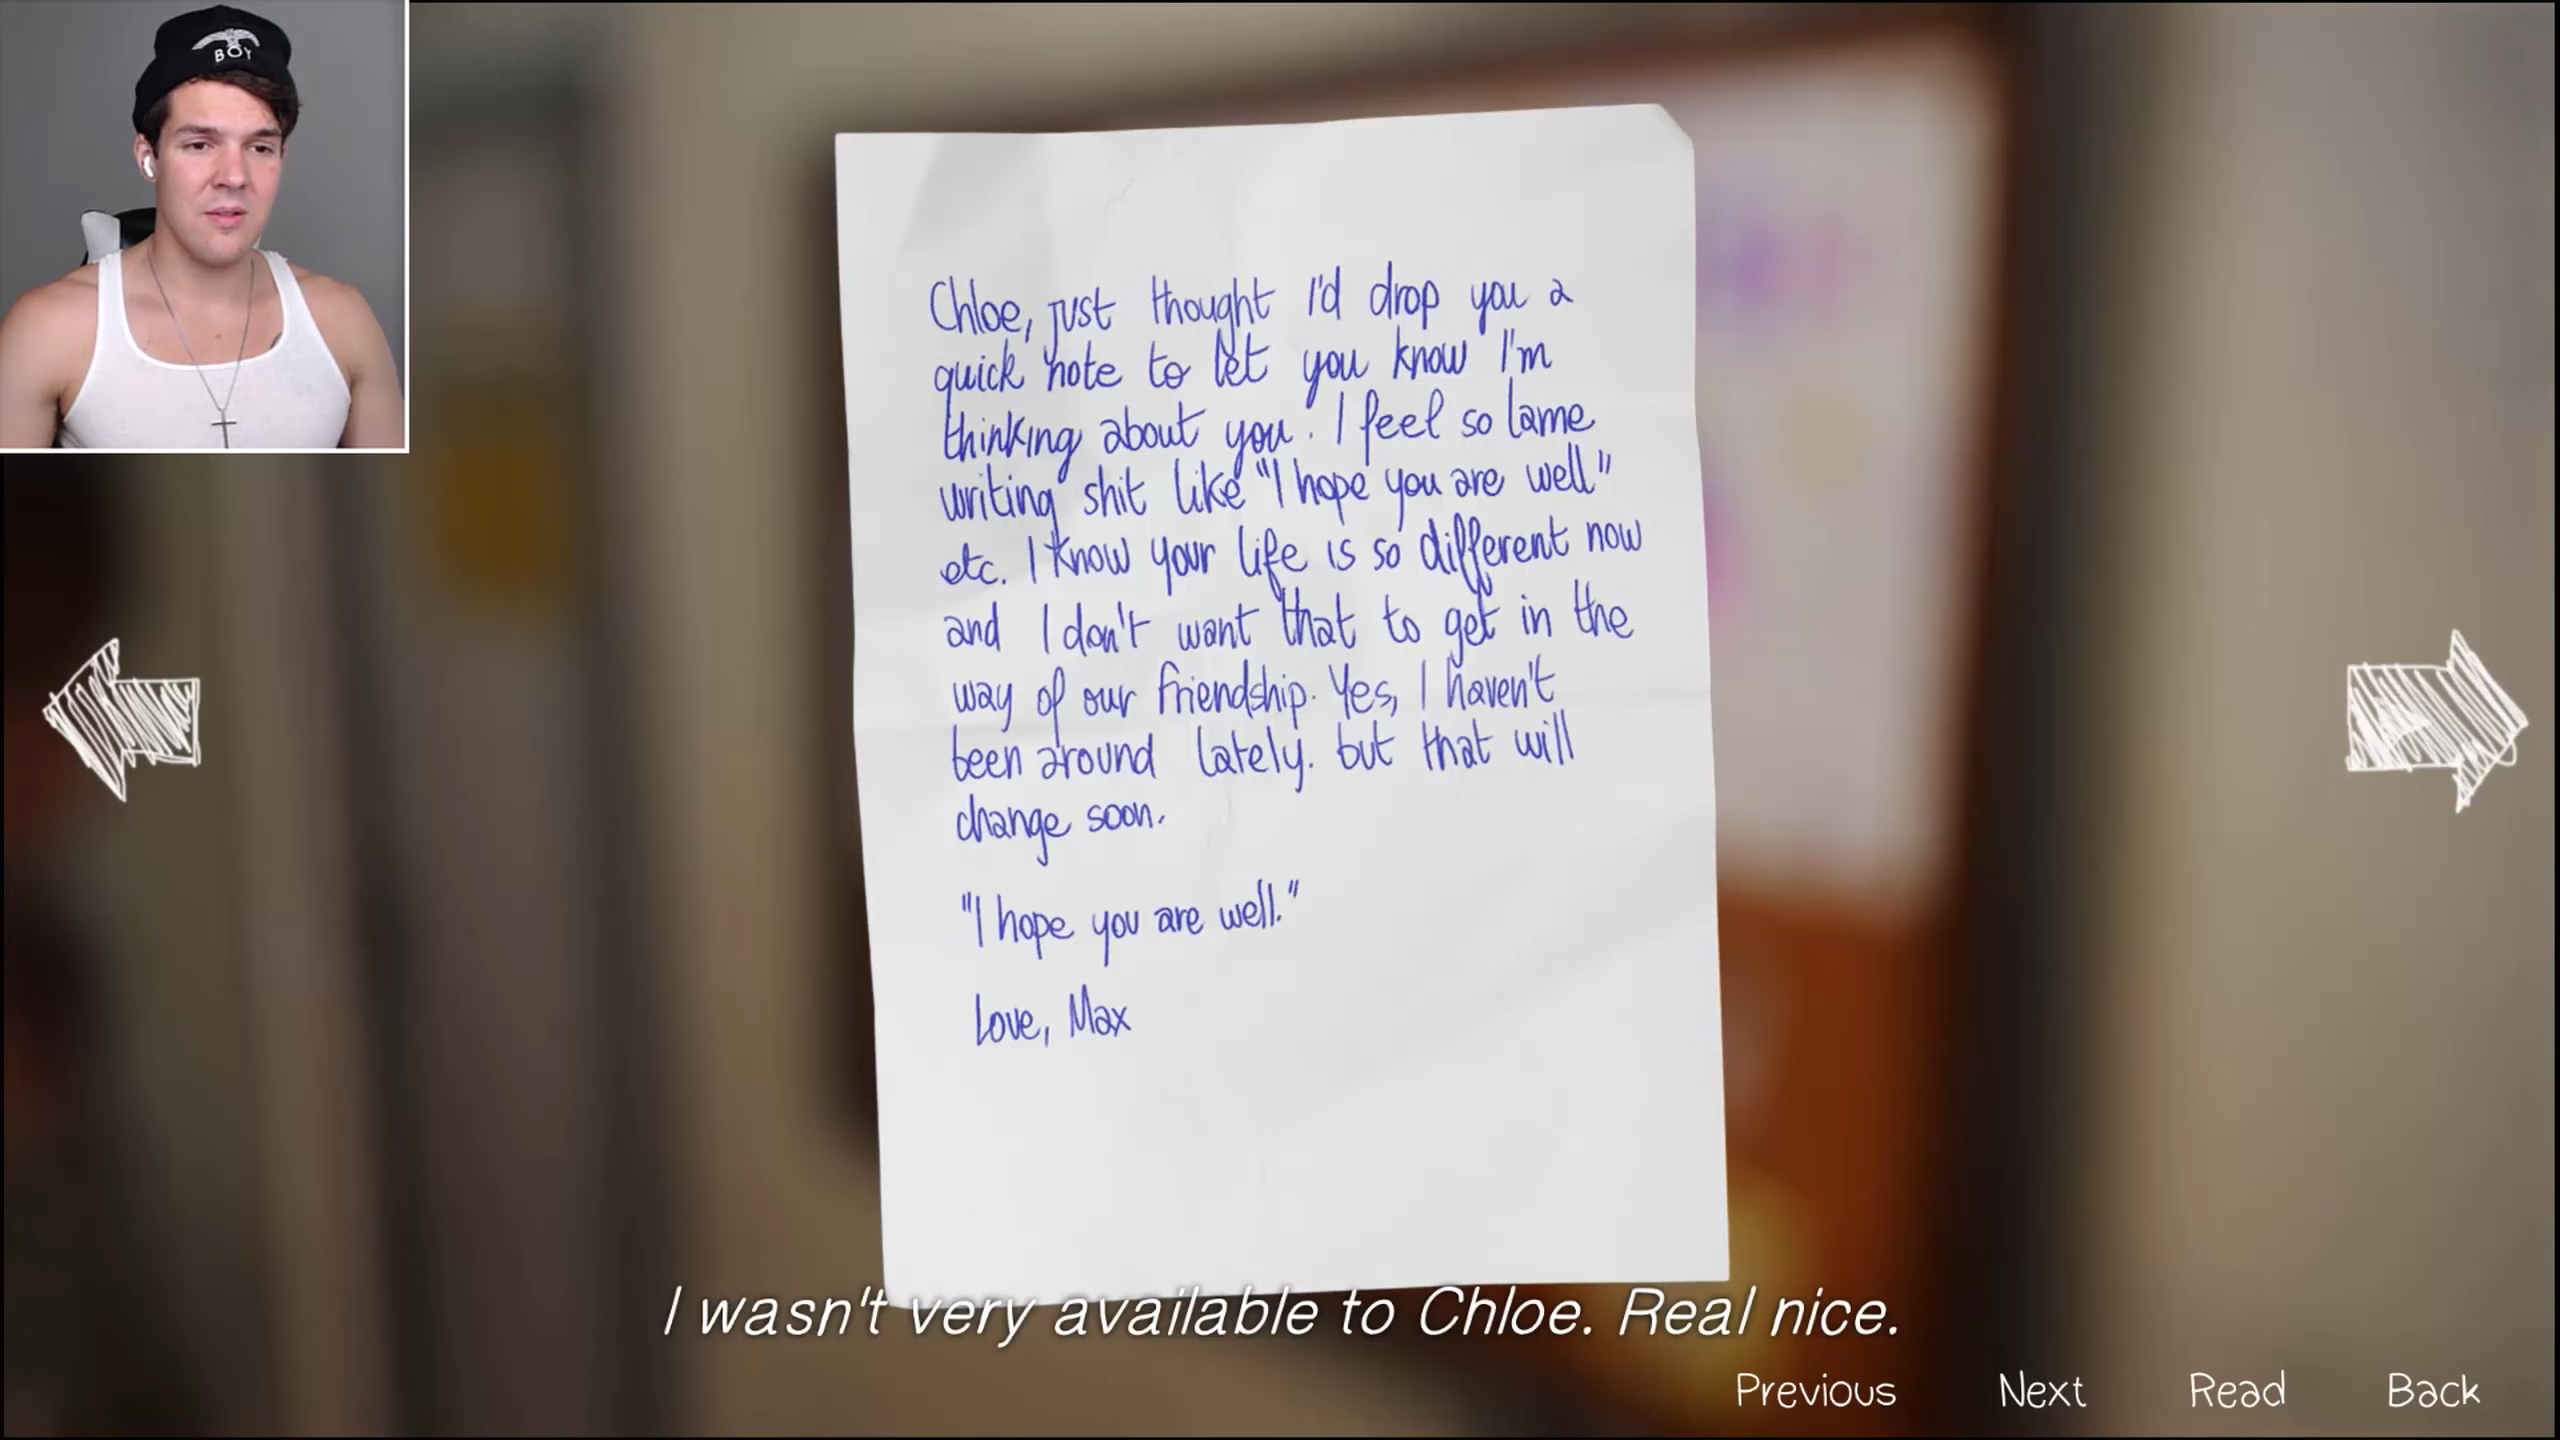 BOY
Chloe, just thought I'd drop you a
quick note to let you know I'm
thinking about you. I feel so lame
writing shit like "I hope you are well"
etc. I know your life is so different now
and I don't want that to get in the
way of our friendship. Yes, I haven't
been around lately. but that will
change soon.
"I hope you are well."
Love, Max
I wasn't very available to Chloe. Real nice.
Previous Next Read Back